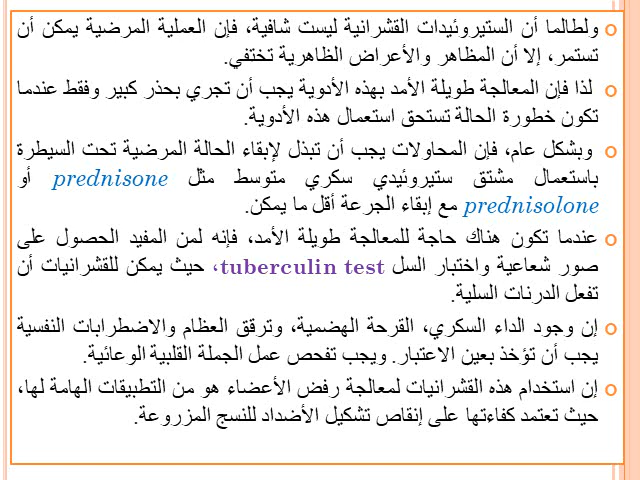 ولطالما أن الستيروئيدات القشرانية ليست شافية، فإن العملية المرضية يمكن أن
تستمر، إلا أن المظاهر والأعراض الظاهرية تختفي.
لذا فإن المعالجة طويلة الأمد بهذه الأدوية يجب أن تجري بحذر كبير وفقط عندما
تكون خطورة الحالة تستحق استعمال هذه الأدوية.
وبشكل عام، فإن المحاولات يجب أن تبذل لإبقاء الحالة المرضية تحت السيطرة
باستعمال مشتق ستيروئيدي سكري متوسط مثل prednisone أو
prednisolone مع إبقاء الجرعة أقل ما يمكن.
عندما تكون هناك حاجة للمعالجة طويلة الأمد، فإنه لمن المفيد الحصول على
صور شعاعية واختبار السل tuberculin test، حيث يمكن للقشرانيات أن
تفعل الدرنات السلية.
إن وجود الداء السكري، القرحة الهضمية، وترقق العظام والاضطرابات النفسية
يجب أن تؤخذ بعين الاعتبار. ويجب تفحص عمل الجملة القلبية الوعائية.
إن استخدام هذه القشرانيات لمعالجة رفض الأعضاء هو من التطبيقات الهامة لها،
حيث تعتمد كفاءتها على إنقاص تشكيل الأضداد للنسج المزروعة.